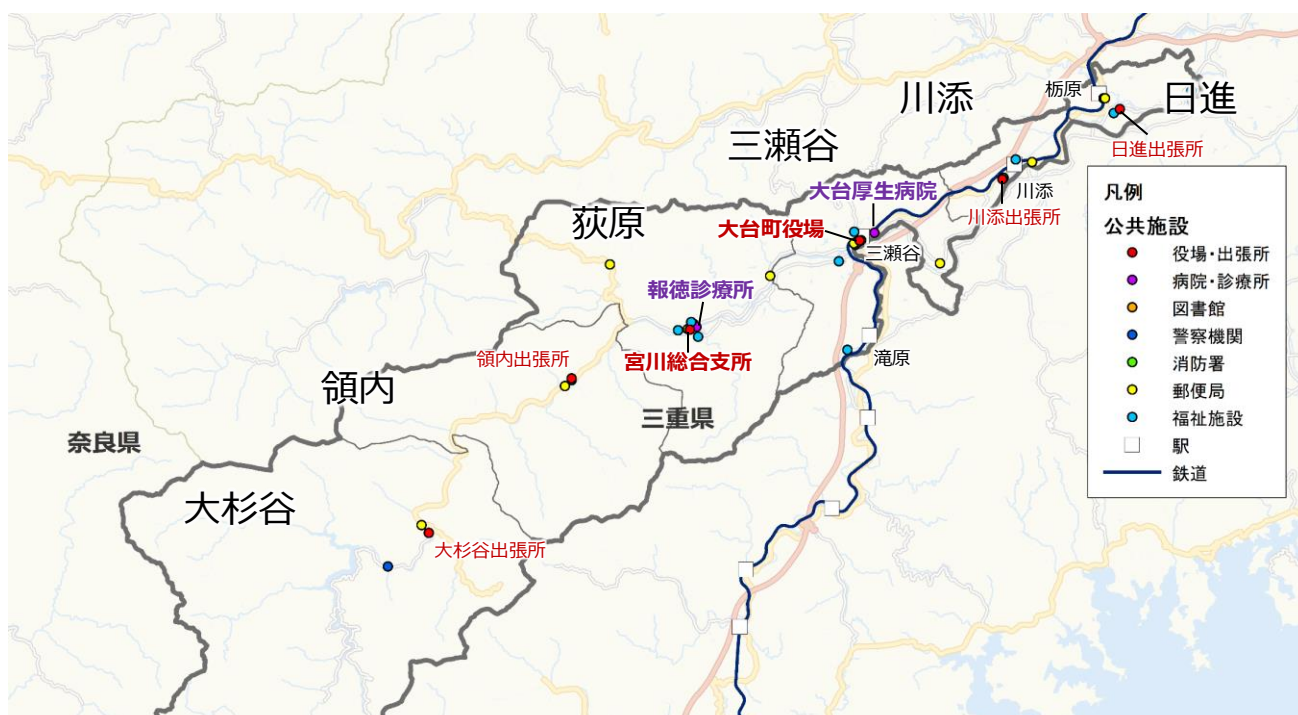 栃原
日進
川添
日進出張所
三瀬谷
大台厚生病院
川添
川添出張所
荻原
大台町役場
三瀬谷
報徳診療所
宮川総合支所
滝原
領内出張所
領内
三重県
奈良県
大杉谷
大杉谷出張所
凡例
公共施設
役場・出張所
病院・診療所
図書館
警察機関
消防署
郵便局
福祉施設
駅
鉄道